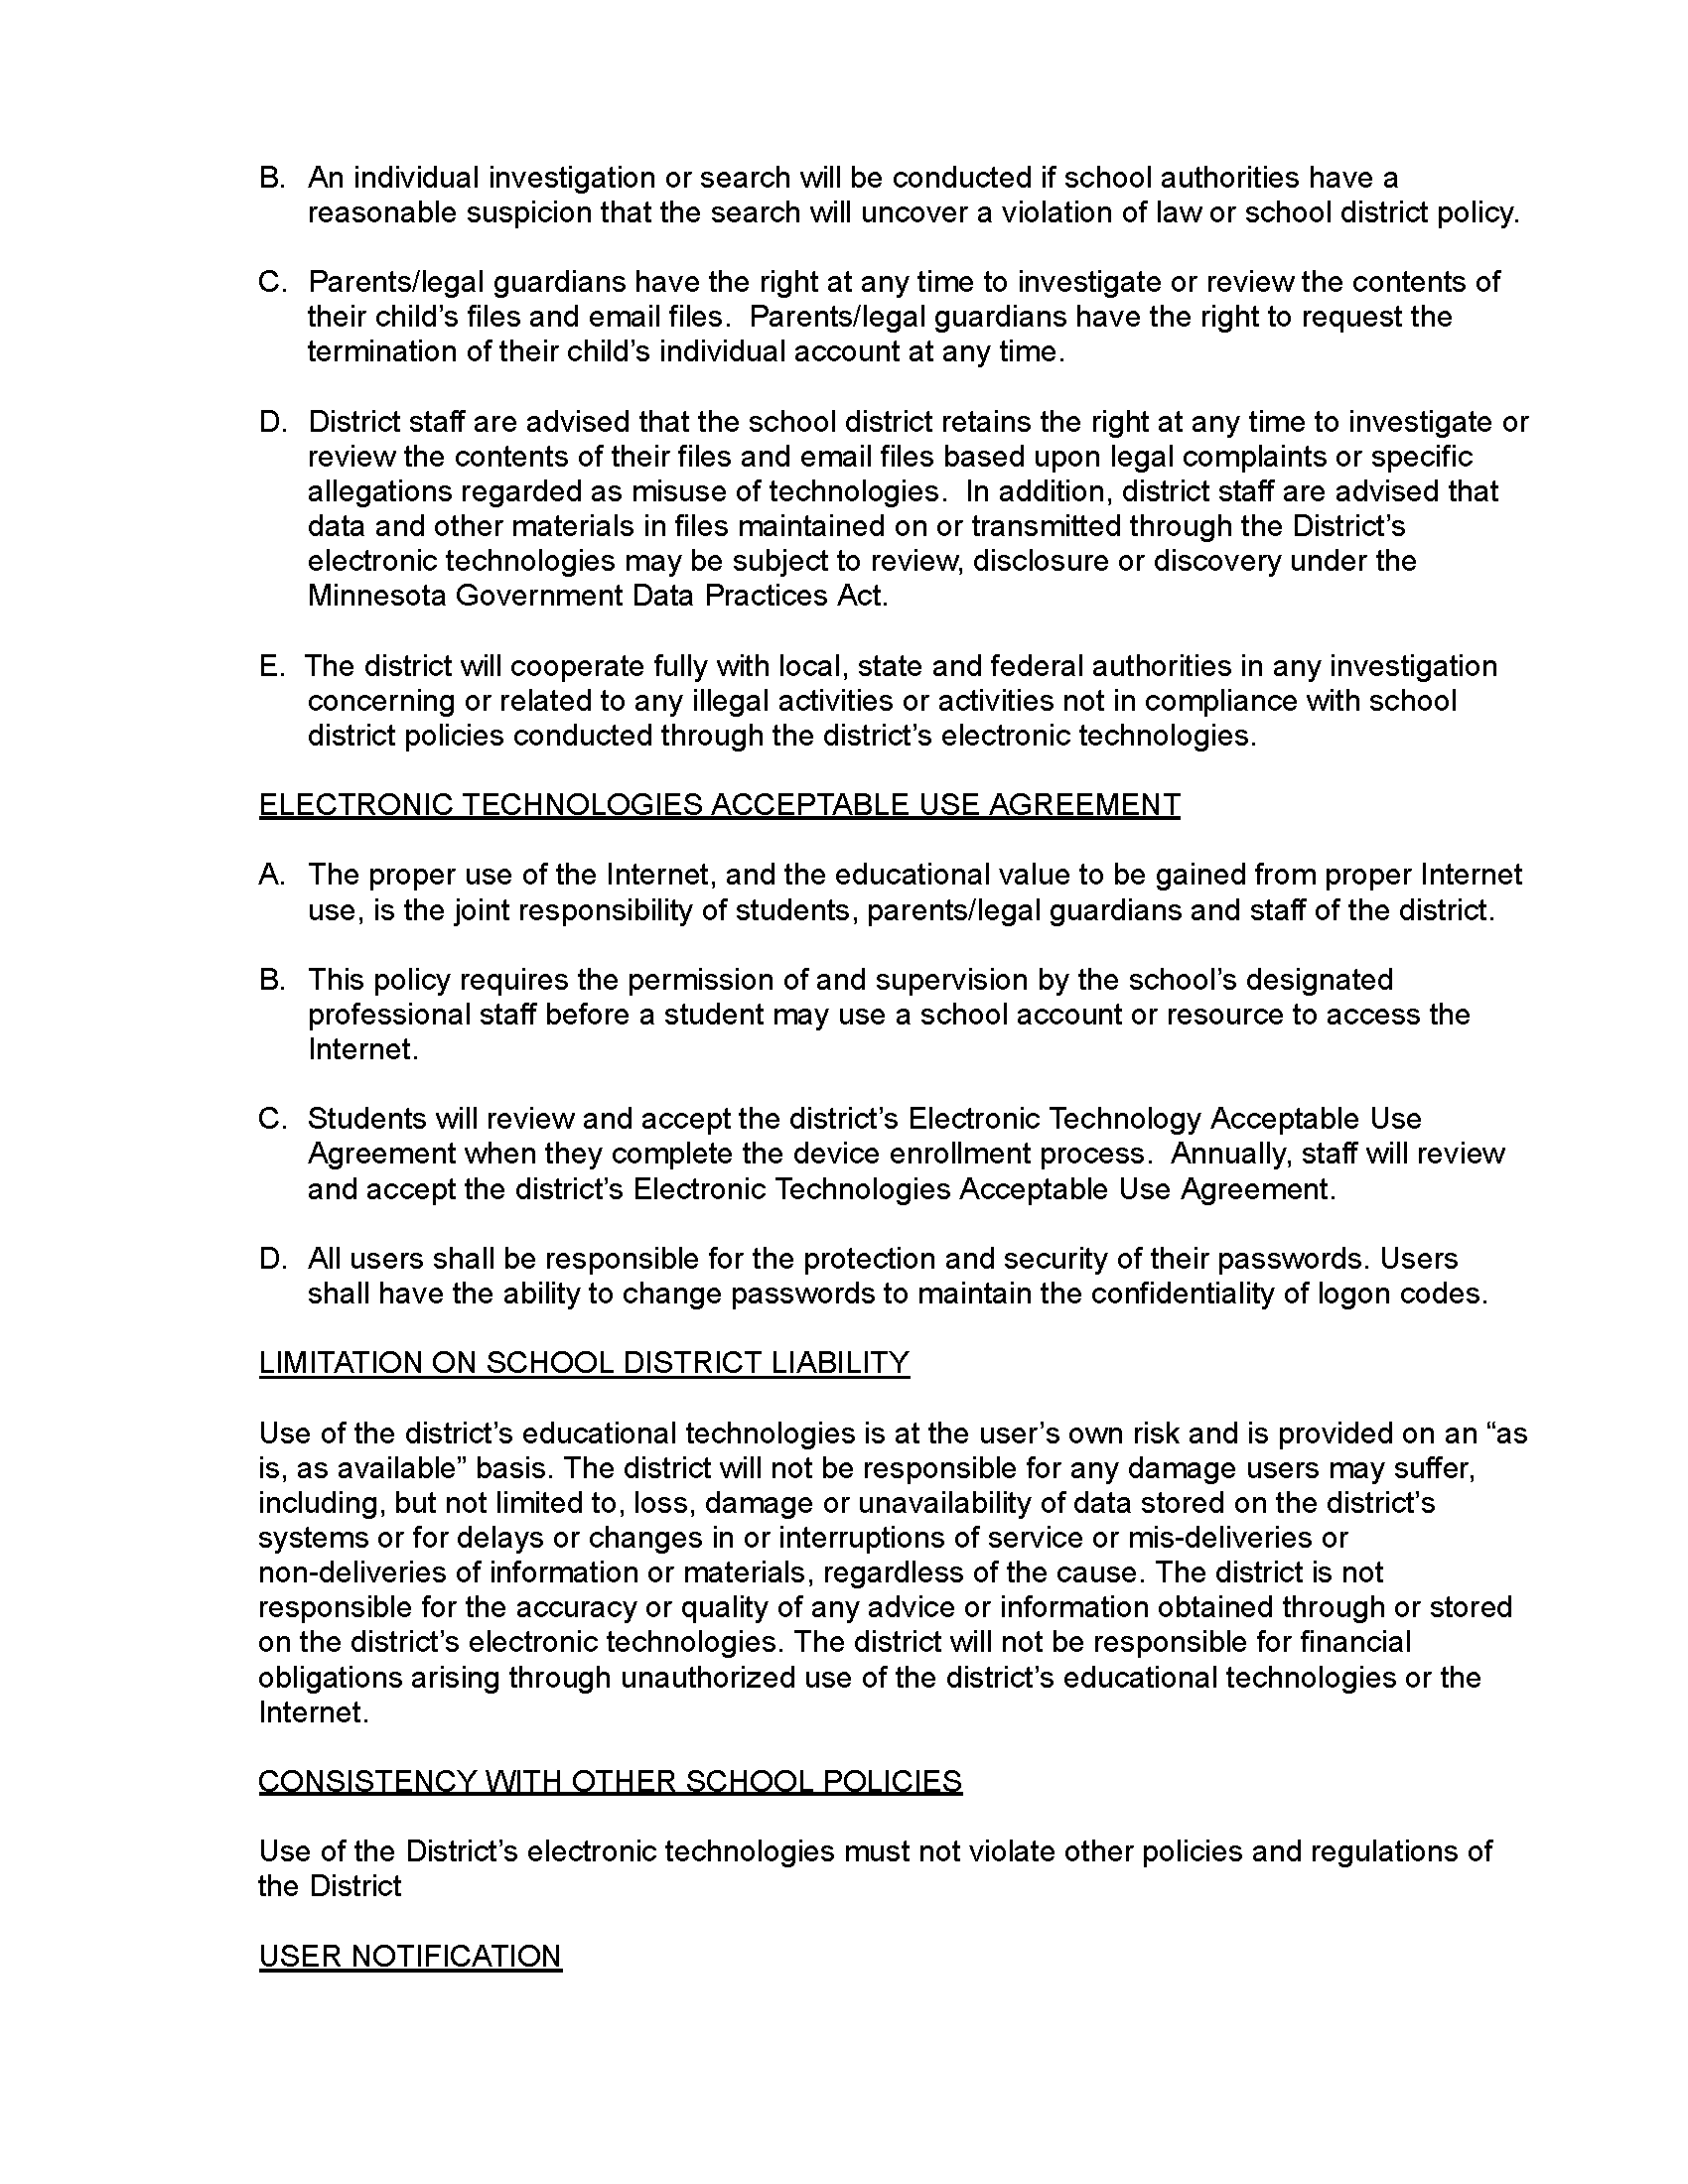 B. An individual investigation or search will be conducted if school authorities have a
reasonable suspicion that the search will uncover a violation of law or school district policy.
C. Parents/legal guardians have the right at any time to investigate or review the contents of
their child’s files and email files.  Parents/legal guardians have the right to request the
termination of their child’s individual account at any time.
D. District staff are advised that the school district retains the right at any time to investigate or
review the contents of their files and email files based upon legal complaints or specific
allegations regarded as misuse of technologies.  In addition, district staff are advised that
data and other materials in files maintained on or transmitted through the District’s
electronic technologies may be subject to review, disclosure or discovery under the
Minnesota Government Data Practices Act.
E. The district will cooperate fully with local, state and federal authorities in any investigation
concerning or related to any illegal activities or activities not in compliance with school
district policies conducted through the district’s electronic technologies.
ELECTRONIC TECHNOLOGIES ACCEPTABLE USE AGREEMENT
A. The proper use of the Internet, and the educational value to be gained from proper Internet
use, is the joint responsibility of students, parents/legal guardians and staff of the district.
B. This policy requires the permission of and supervision by the school’s designated
professional staff before a student may use a school account or resource to access the
Internet.
C. Students will review and accept the district’s Electronic Technology Acceptable Use
Agreement when they complete the device enrollment process.  Annually, staff will review
and accept the district’s Electronic Technologies Acceptable Use Agreement.
D. All users shall be responsible for the protection and security of their passwords. Users
shall have the ability to change passwords to maintain the confidentiality of logon codes.
LIMITATION ON SCHOOL DISTRICT LIABILITY
Use of the district’s educational technologies is at the user’s own risk and is provided on an “as
is, as available” basis. The district will not be responsible for any damage users may suffer,
including, but not limited to, loss, damage or unavailability of data stored on the district’s
systems or for delays or changes in or interruptions of service or mis-deliveries or
non-deliveries of information or materials, regardless of the cause. The district is not
responsible for the accuracy or quality of any advice or information obtained through or stored
on the district’s electronic technologies. The district will not be responsible for financial
obligations arising through unauthorized use of the district’s educational technologies or the
Internet.
CONSISTENCY WITH OTHER SCHOOL POLICIES
Use of the District’s electronic technologies must not violate other policies and regulations of
the District
USER NOTIFICATION